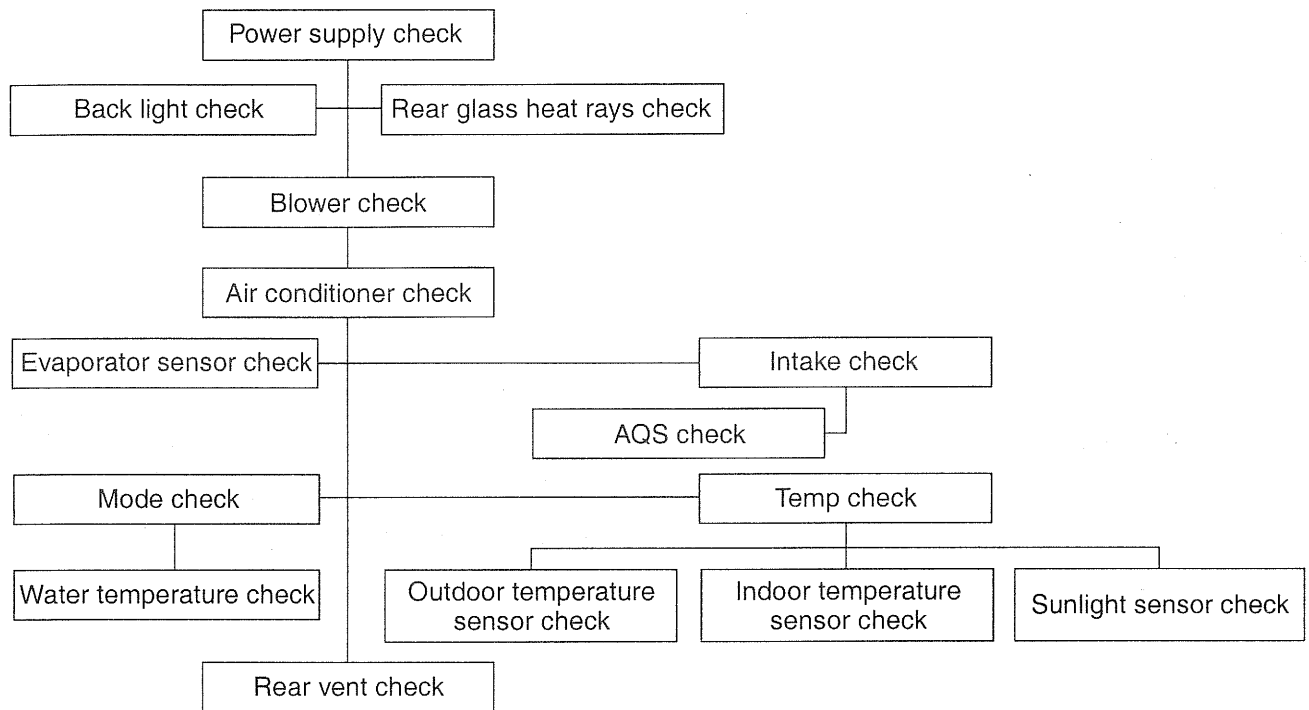 Power supply check
Back light check
Rear glass heat rays check
Blower check
Air conditioner check
Evaporator sensor check
Intake check
AQS check
Mode check
Temp check
Water temperature check
Outdoor temperature
sensor check
Indoor temperature
sensor check
Sunlight sensor check
Rear vent check